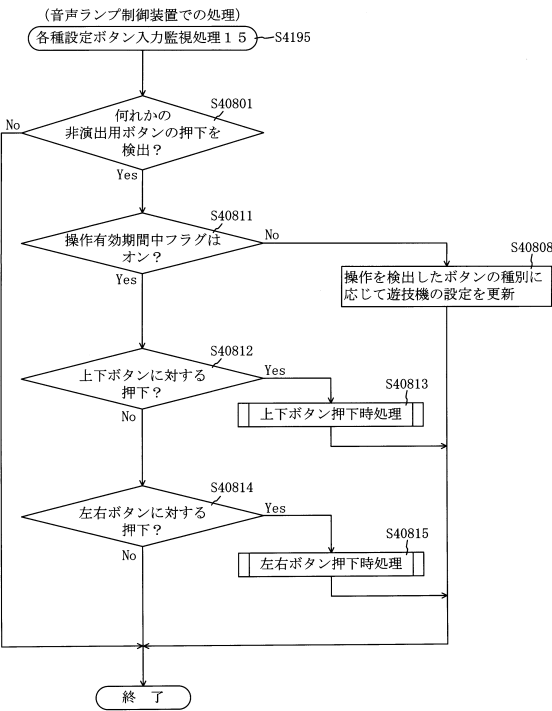 (音声ランプ制御装置での処理)
各種設定ボタン入力監視処理15
S4195
S40801
何れかの
非演出用ボタンの押下を
検出?
No
Yes
S40811
操作有効期間中フラグは
オン?
No
Yes
S40808
操作を検出したボタンの種別に
応じて遊技機の設定を更新
S40812
上下ボタンに対する
押下?
Yes
No
S40813
上下ボタン押下時処理
S40814
左右ボタンに対する
押下?
Yes
No
S40815
左右ボタン押下時処理
終 了